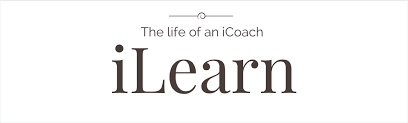 The life of an iCoach
iLearn